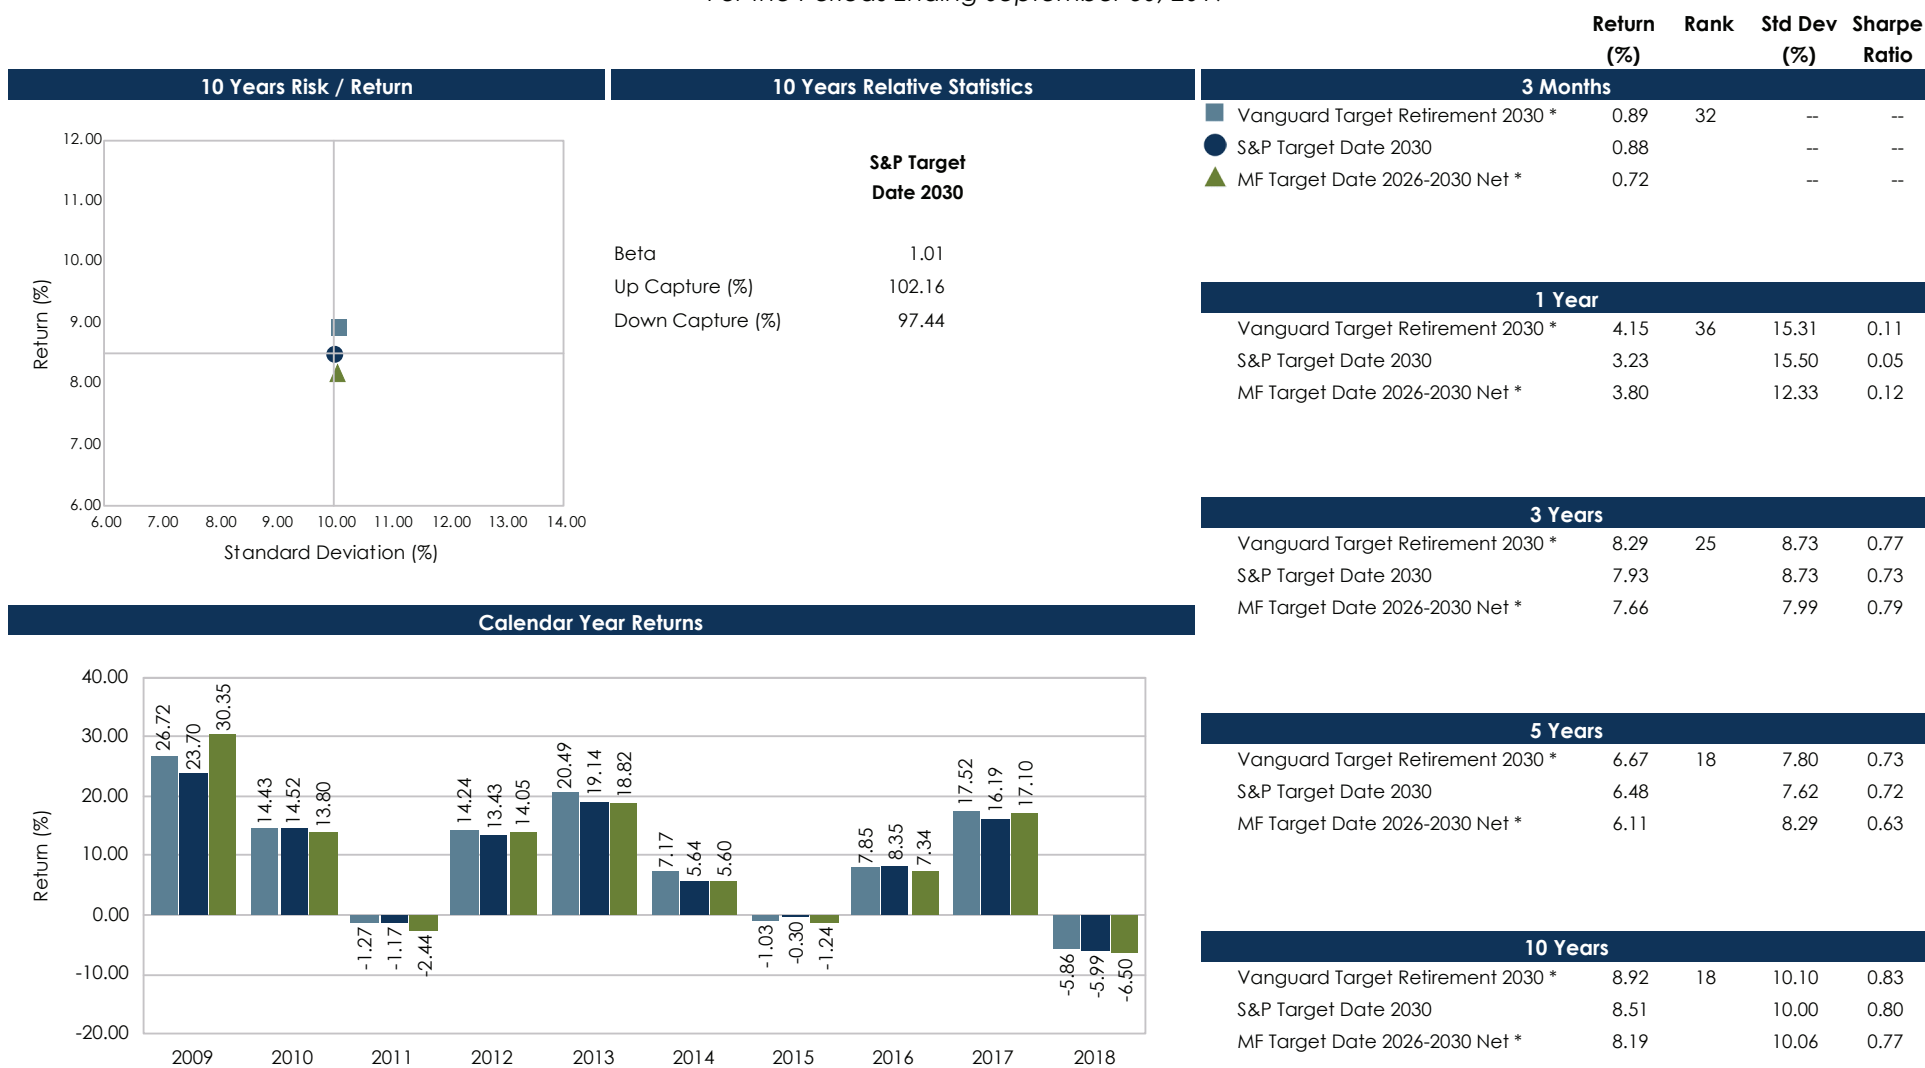 Return Rank Std Dev Sharpe
(%) (%) Ratio
10 Years Risk / Return
12.00
11.00
10.00
9.00
8.00
7.00
6.00
Return (%)
6.00 7.00 8.00 9.00 10.00 11.00 12.00 13.00 14.00
Standard Deviation (%)
10 Years Relative Statistics
S&P Target
Date 2030
Beta 1.01
Up Capture (%) 102.16
Down Capture (%) 97.44
3 Months
Vanguard Target Retirement 2030 * 0.89 32 -- --
S&P Target Date 2030 0.88 -- --
MF Target Date 2026-2030 Net * 0.72 -- --
1 Year
Vanguard Target Retirement 2030 * 4.15 36 15.31 0.11
S&P Target Date 2030 3.23 15.50 0.05
MF Target Date 2026-2030 Net * 3.80 12.33 0.12
3 Years
Vanguard Target Retirement 2030 * 8.29 25 8.73 0.77
S&P Target Date 2030 7.93 8.73 0.73
MF Target Date 2026-2030 Net * 7.66 7.99 0.79
5 Years
Vanguard Target Retirement 2030 * 6.67 18 7.80 0.73
S&P Target Date 2030 6.48 7.62 0.72
MF Target Date 2026-2030 Net * 6.11 8.29 0.63
10 Years
Vanguard Target Retirement 2030 * 8.92 18 10.10 0.83
S&P Target Date 2030 8.51 10.00 0.80
MF Target Date 2026-2030 Net * 8.19 10.06 0.77
Calendar Year Returns
40.00
30.00
20.00
10.00
0.00
-10.00
-20.00
Return (%)
26.72 23.70 30.35
14.43 14.52 13.80
-1.27 -1.17 -2.44
14.24 13.43 14.05
20.49 19.14 18.82
7.17 5.64 5.60
-1.03 -0.30 -1.24
7.85 8.35 7.34
17.52 16.19 17.10
-5.86 -5.99 -6.50
2009 2010 2011 2012 2013 2014 2015 2016 2017 2018